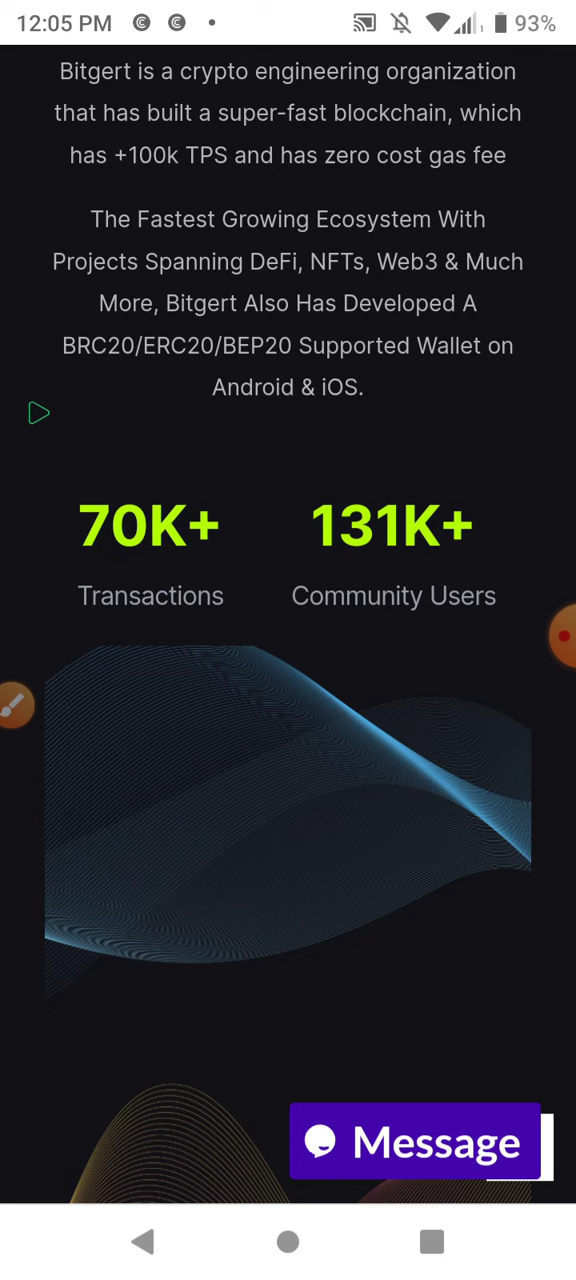 12:05 PM
93%
Bitgert is a crypto engineering organization
that has built a super-fast blockchain, which
has +100k TPS and has zero cost gas fee
The Fastest Growing Ecosystem With
Projects Spanning DeFi, NFTs, Web3 & Much
More, Bitgert Also Has Developed A
BRC20/ERC20/BEP20 Supported Wallet on
Android & iOS.
70K+ 131K+
Transactions Community Users
Message